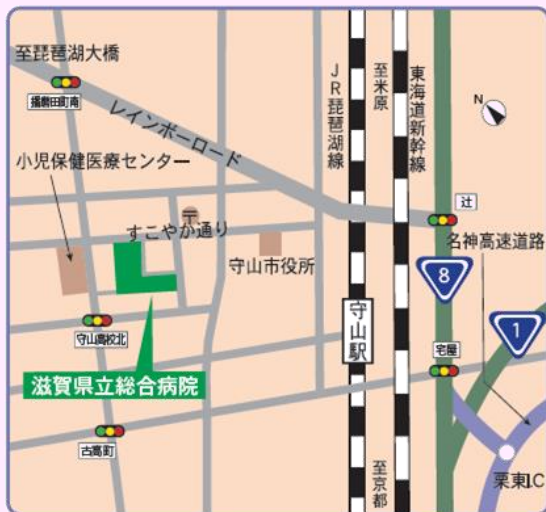 至琵琶湖大橋
播磨田町南
レインボーロード
小児保健医療センター
〒
すこやか通り
守山市役所
JR琵琶湖線
至米原
東海道新幹線
N
辻
名神高速道路
8
1
守山駅
宅屋
守山高校北
滋賀県立総合病院
古高町
至京都
栗東I.C